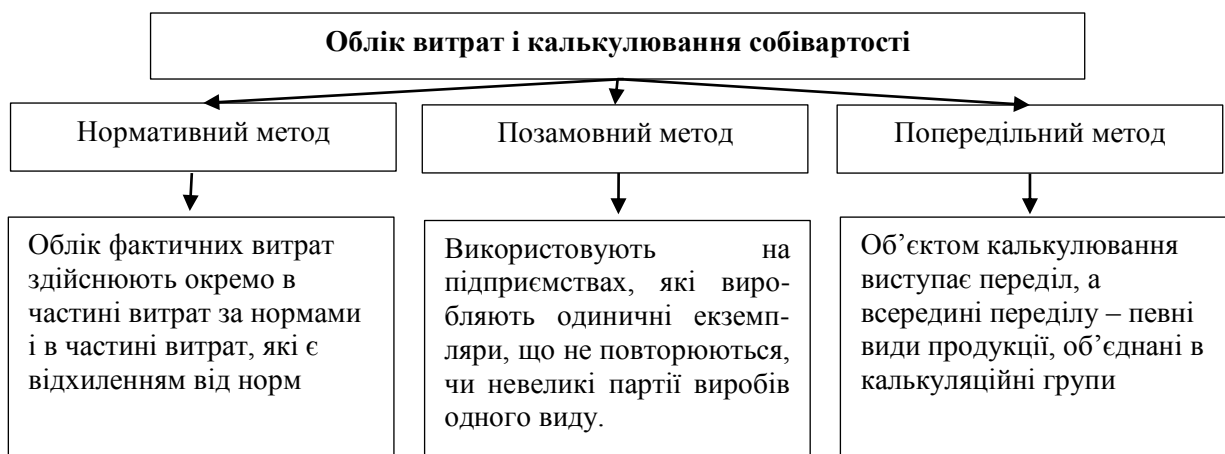 Облік витрат і калькулювання собівартості
Нормативний метод
Позамовний метод
Попередільний метод
Облік фактичних витрат
здійснюють окремо в
частині витрат за нормами
і в частині витрат, які є
відхиленням від норм
Використовують на
підприємствах, які виро-
бляють одиничні екземп-
ляри, що не повторюються,
чи невеликі партії виробів
одного виду.
Об’єктом калькулювання
виступає переділ, а
всередині переділу – певні
види продукції, об’єднані в
калькуляційні групи